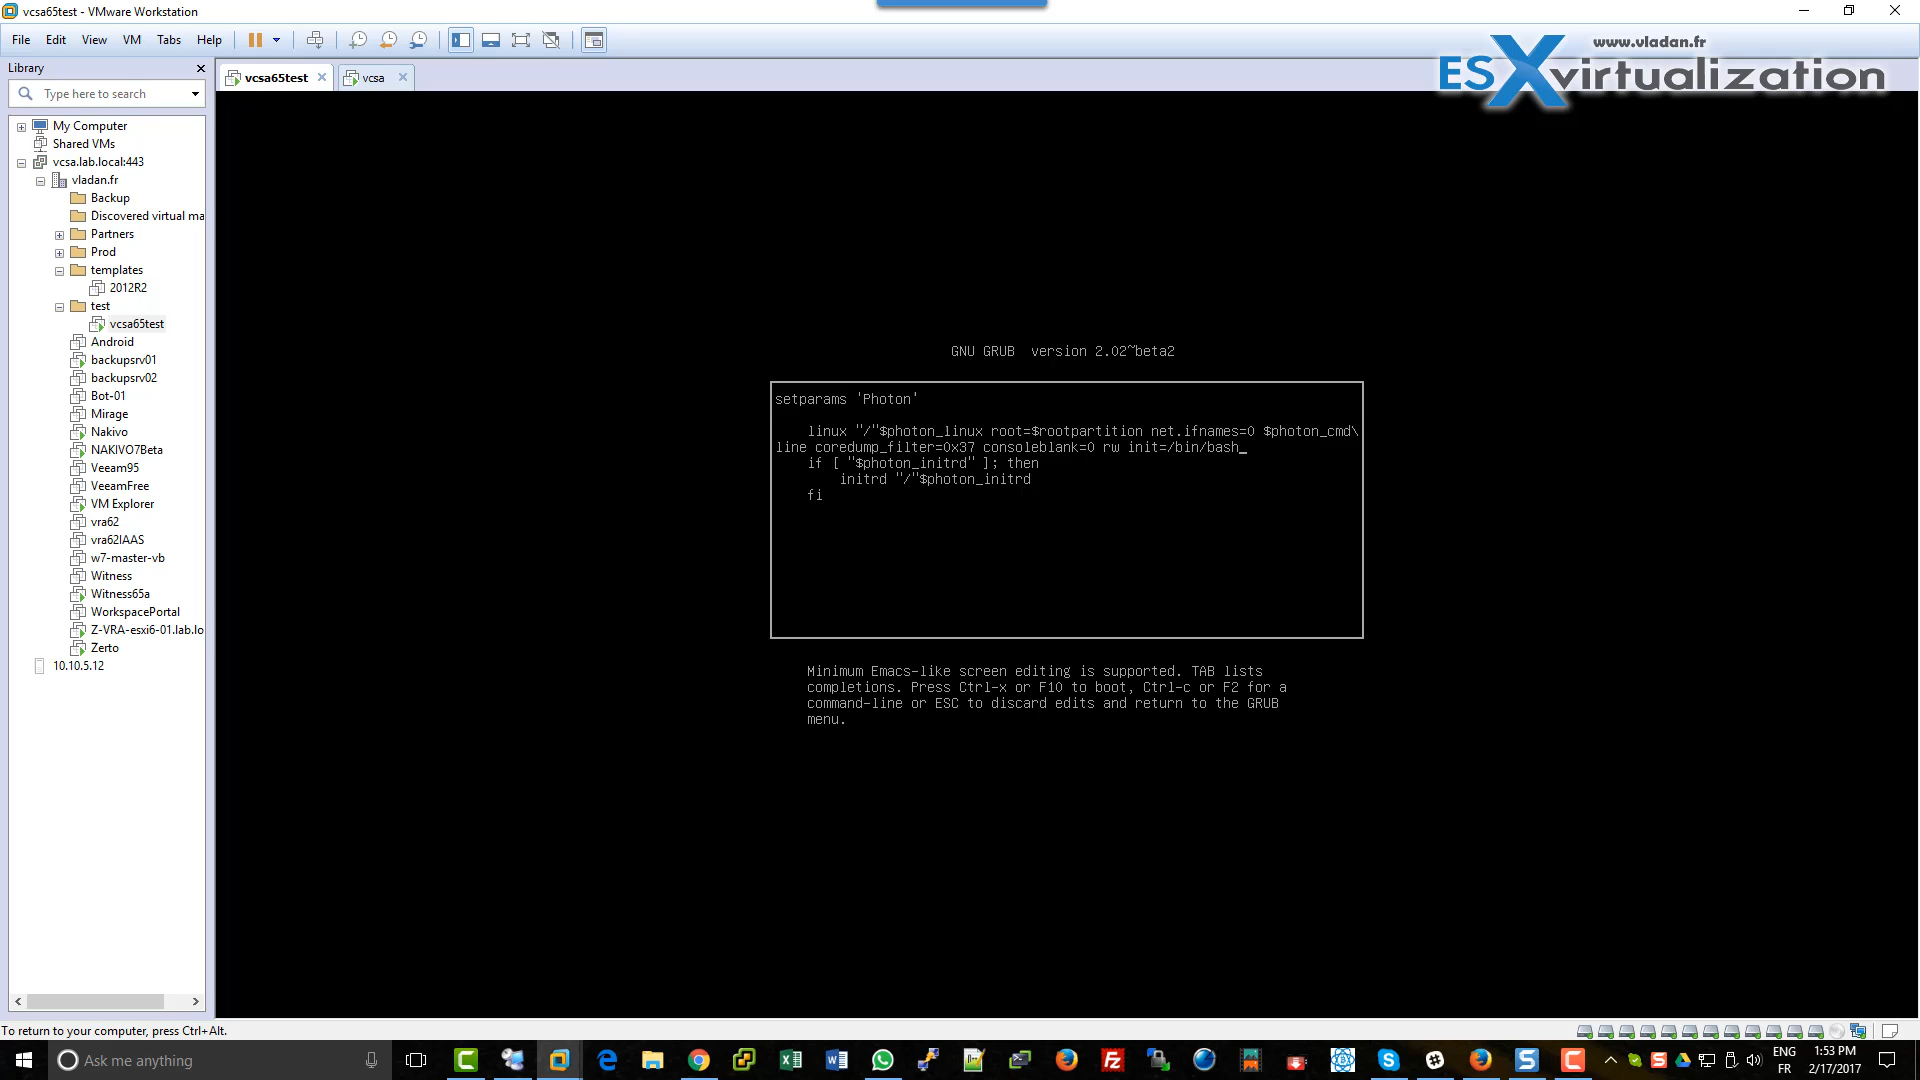 vcsa65test - VMware Workstation
File Edit View VM Tabs Help
www.vladan.fr
ESXvirtualization
Library
Type here to search
vcsa65test
vcsa
My Computer
Shared VMs
vcsa.lab.local:443
vladan.fr
Backup
Discovered virtual ma
Partners
Prod
templates
2012R2
test
vcsa65test
Android
backupsrv01
backupsrv02
Bot-01
Mirage
Nakivo
NAKIVO7Beta
Veeam95
VeeamFree
VM Explorer
vra62
vra62IAAS
w7-master-vb
Witness
Witness65a
WorkspacePortal
Z-VRA-esxi6-01.lab.lo
Zerto
10.10.5.12
GNU GRUB  version 2.02~beta2
setparams 'Photon'
linux "/"$photon_linux root=$rootpartition net.ifnames=0 $photon_cmd\
line coredump_filter=0x37 consoleblank=0 rw init=/bin/bash_
if [ "$photon_initrd" ]; then
initrd "/"$photon_initrd
fi
Minimum Emacs-like screen editing is supported. TAB lists
completions. Press Ctrl-x or F10 to boot, Ctrl-c or F2 for a
command-line or ESC to discard edits and return to the GRUB
menu.
To return to your computer, press Ctrl+Alt.
Ask me anything
ENG
FR
1:53 PM
2/17/2017